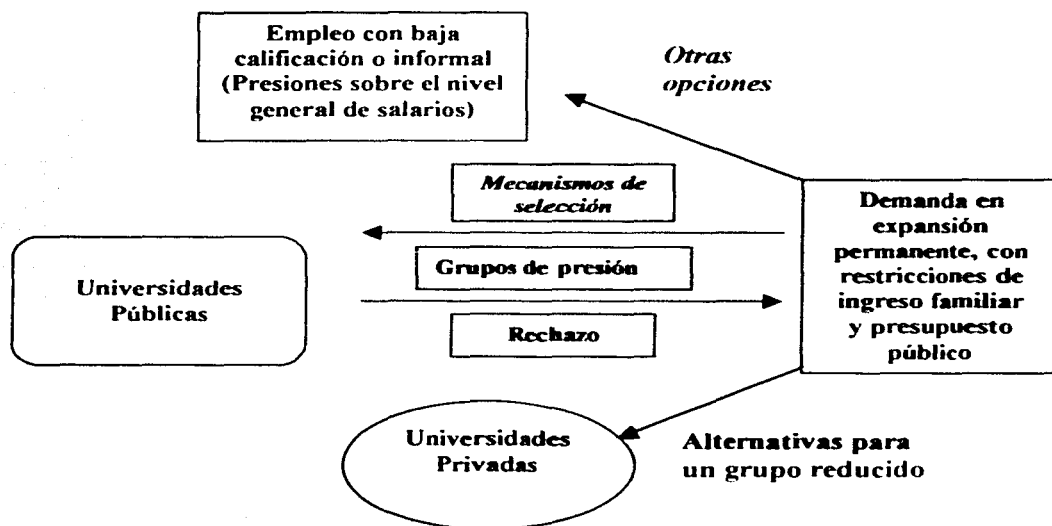 Empleo con baja
calificación o informal
(Presiones sobre el nivel
general de salarios)
Otras
opciones
Mecanismos de
selección
Grupos de presión
Rechazo
Universidades
Públicas
Demanda en
expansión
permanente, con
restricciones de
ingreso familiar
y presupuesto
público
Universidades
Privadas
Alternativas para
un grupo reducido